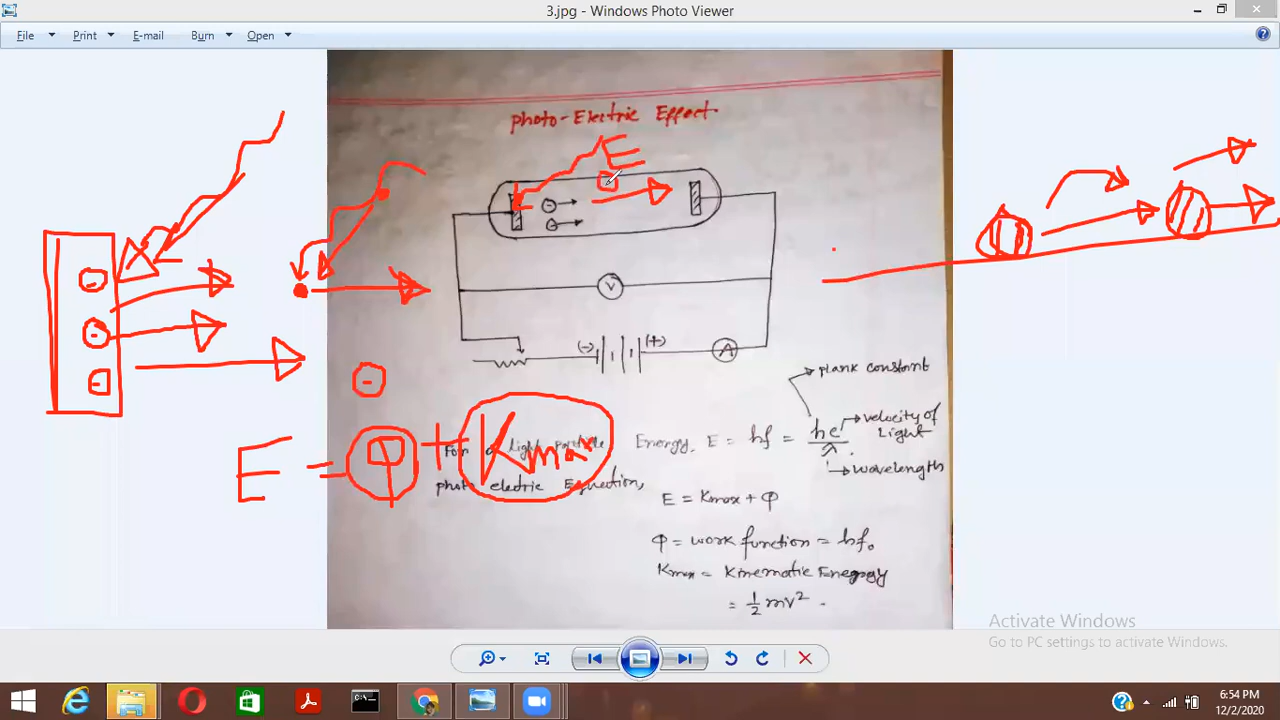 3.jpg - Windows Photo Viewer
File Print E-mail Burn Open
Photo-Electric Effect
E
V
(-) (+)
A
plank constant
For a light particle, Energy, E = hf = hc/λ
velocity of Light
wavelength
photo electric Equation,
E = Kmax + φ
φ = work function = hf₀
Kmax = Kinematic Energy
= ½ mv²
E = φ + Kmax
Activate Windows
Go to PC settings to activate Windows.
6:54 PM
12/2/2020